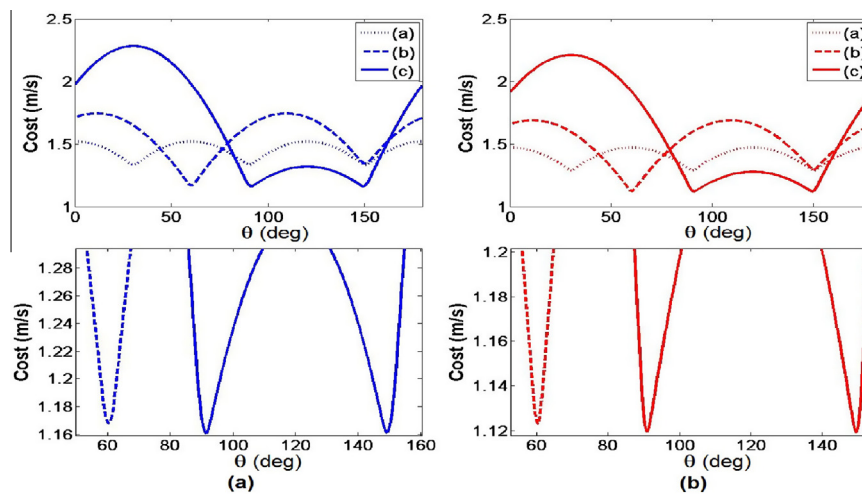 2.5
2
1.5
1
Cost (m/s)
0 50 100 150
θ (deg)
(a)
(b)
(c)
2.5
2
1.5
1
Cost (m/s)
0 50 100 150
θ (deg)
(a)
(b)
(c)
1.28
1.26
1.24
1.22
1.2
1.18
1.16
Cost (m/s)
60 80 100 120 140 160
θ (deg)
(a)
1.2
1.18
1.16
1.14
1.12
Cost (m/s)
60 80 100 120 140
θ (deg)
(b)